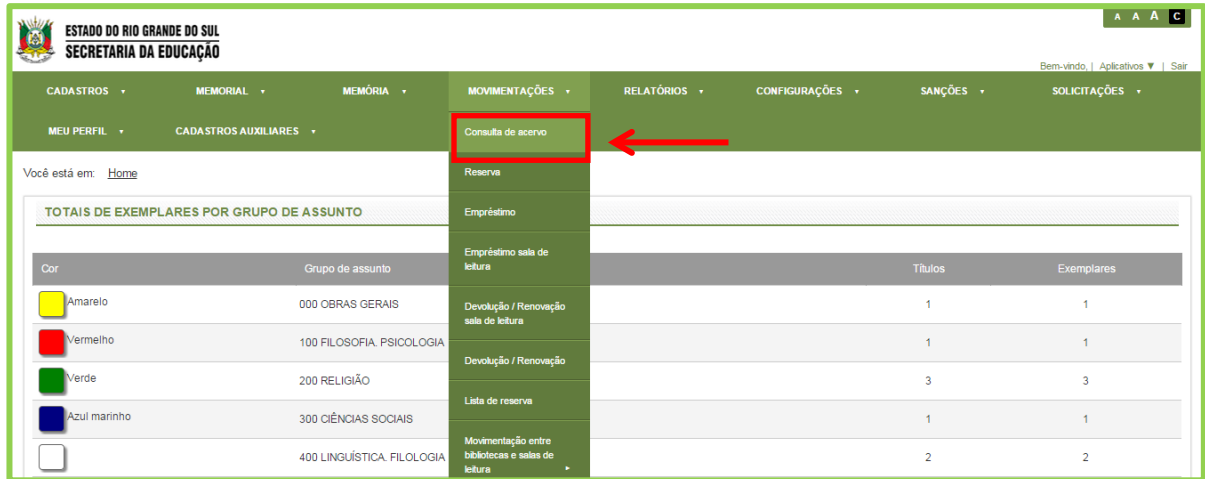 A A A C
ESTADO DO RIO GRANDE DO SUL
SECRETARIA DA EDUCAÇÃO
Bem-vindo, | Aplicativos ▼ | Sair
CADASTROS ▾ MEMORIAL ▾ MEMÓRIA ▾ MOVIMENTAÇÕES ▾ RELATÓRIOS ▾ CONFIGURAÇÕES ▾ SANÇÕES ▾ SOLICITAÇÕES ▾
MEU PERFIL ▾ CADASTROS AUXILIARES ▾
Consulta de acervo
Reserva
Empréstimo
Empréstimo sala de
leitura
Devolução / Renovação
sala de leitura
Devolução / Renovação
Lista de reserva
Movimentação entre
bibliotecas e salas de
leitura ▸
Você está em: Home
TOTAIS DE EXEMPLARES POR GRUPO DE ASSUNTO
Cor Grupo de assunto Títulos Exemplares
Amarelo 000 OBRAS GERAIS 1 1
Vermelho 100 FILOSOFIA. PSICOLOGIA 1 1
Verde 200 RELIGIÃO 3 3
Azul marinho 300 CIÊNCIAS SOCIAIS 1 1
400 LINGUÍSTICA. FILOLOGIA 2 2